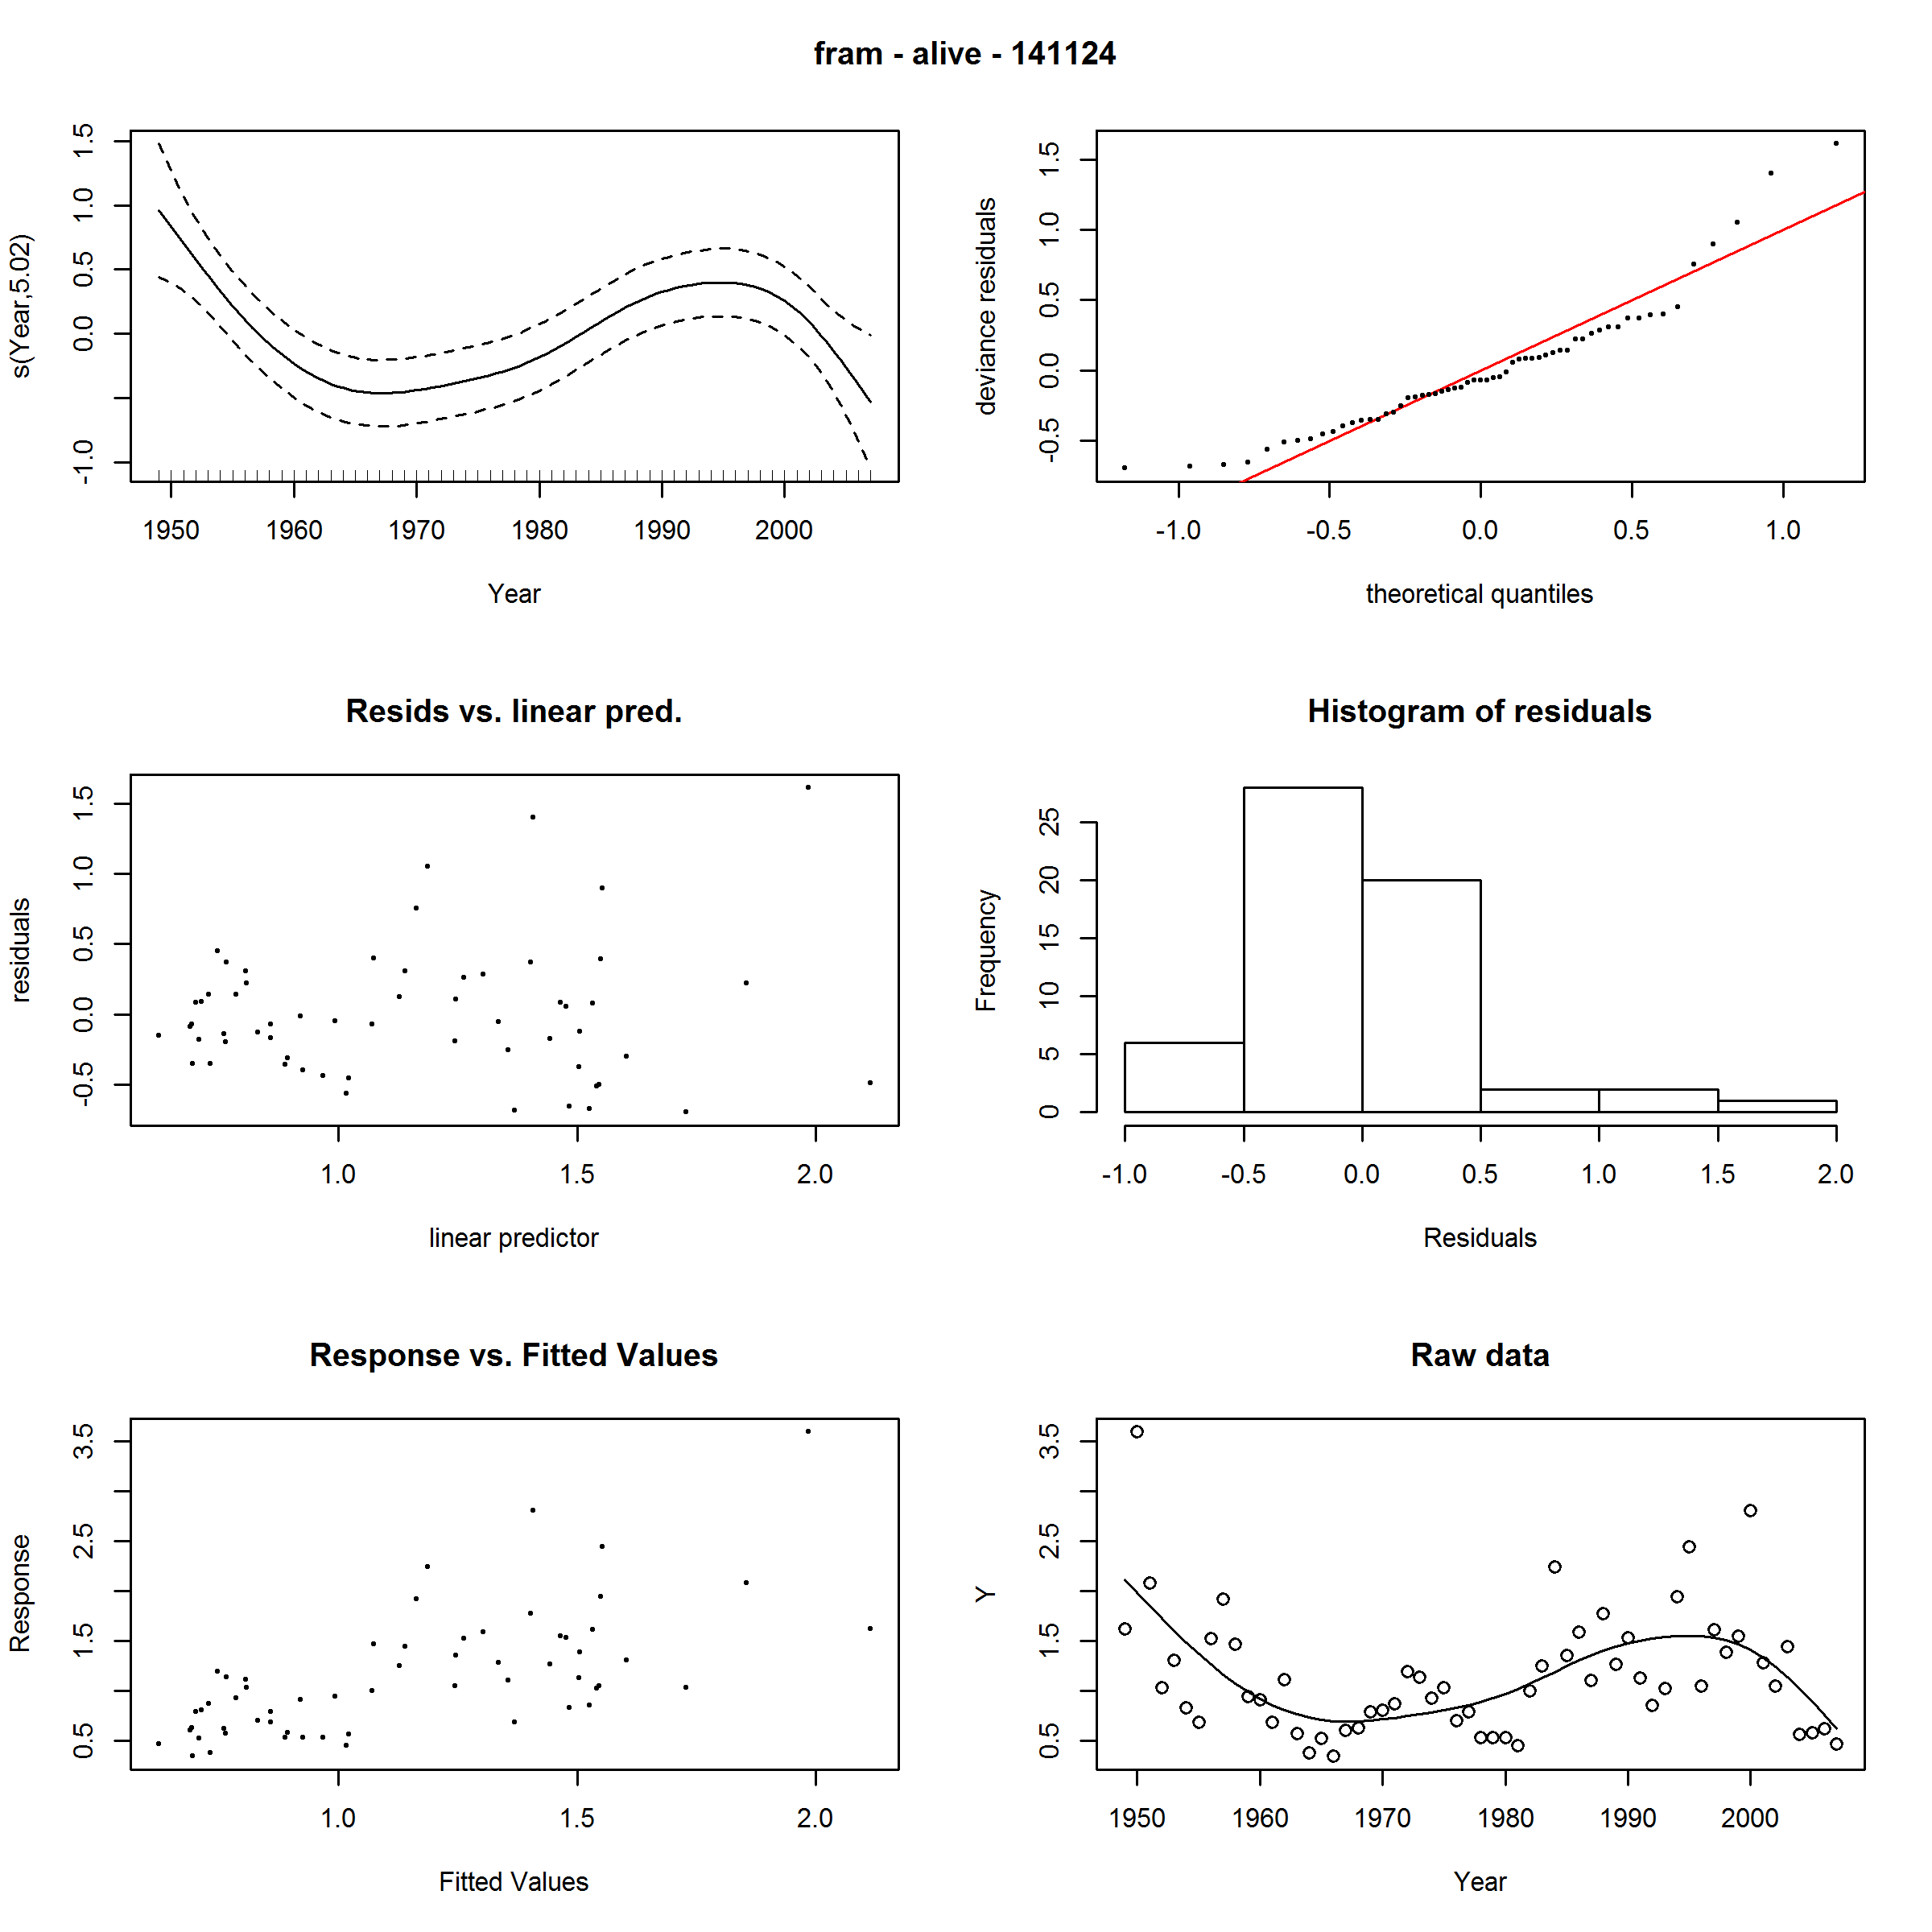 fram - alive - 141124
s(Year,5.02)
-1.0 0.0 0.5 1.0 1.5
1950 1960 1970 1980 1990 2000
Year
deviance residuals
-0.5 0.0 0.5 1.0 1.5
-1.0 -0.5 0.0 0.5 1.0
theoretical quantiles
Resids vs. linear pred.
residuals
-0.5 0.0 0.5 1.0 1.5
1.0 1.5 2.0
linear predictor
Histogram of residuals
Frequency
0 5 10 15 20 25
-1.0 -0.5 0.0 0.5 1.0 1.5 2.0
Residuals
Response vs. Fitted Values
Response
0.5 1.5 2.5 3.5
1.0 1.5 2.0
Fitted Values
Raw data
Y
0.5 1.5 2.5 3.5
1950 1960 1970 1980 1990 2000
Year